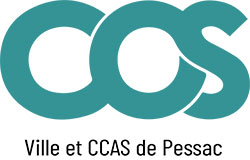 COS
Ville et CCAS de Pessac